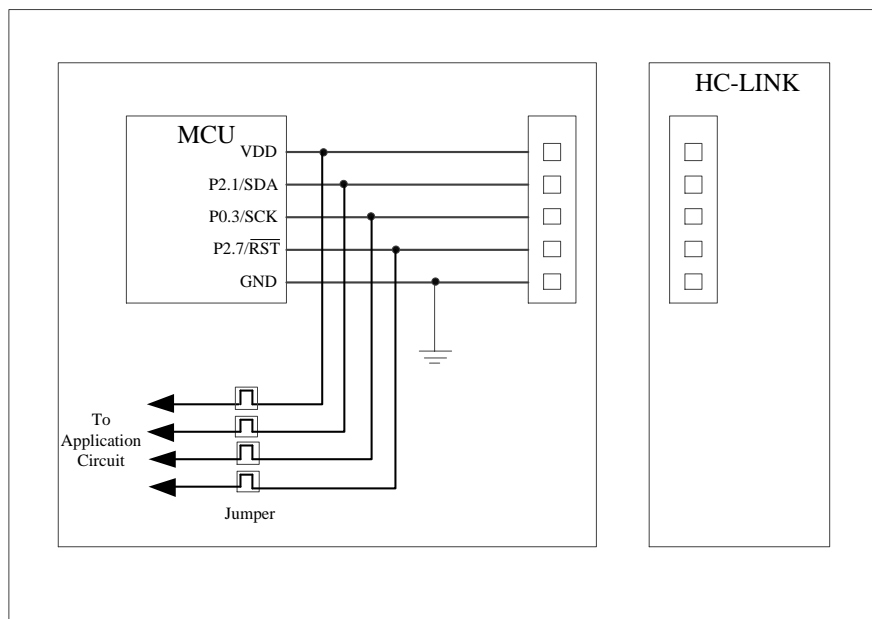 HC-LINK
MCU
VDD
P2.1/SDA
P0.3/SCK
P2.7/RST
GND
To
Application
Circuit
Jumper